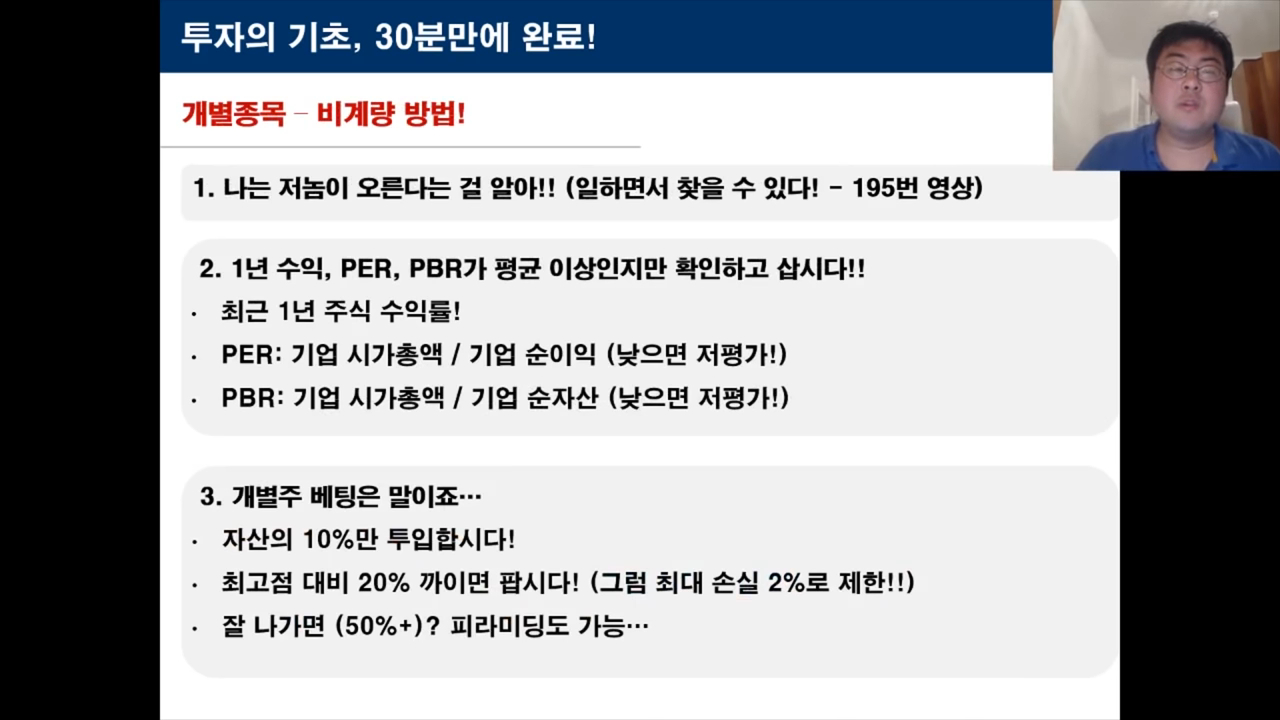 투자의 기초, 30분만에 완료!
개별종목 – 비계량 방법!
1. 나는 저놈이 오른다는 걸 알아!! (일하면서 찾을 수 있다! - 195번 영상)
2. 1년 수익, PER, PBR가 평균 이상인지만 확인하고 삽시다!!
· 최근 1년 주식 수익률!
· PER: 기업 시가총액 / 기업 순이익 (낮으면 저평가!)
· PBR: 기업 시가총액 / 기업 순자산 (낮으면 저평가!)
3. 개별주 베팅은 말이죠…
· 자산의 10%만 투입합시다!
· 최고점 대비 20% 까이면 팝시다! (그럼 최대 손실 2%로 제한!!)
· 잘 나가면 (50%+)? 피라미딩도 가능…